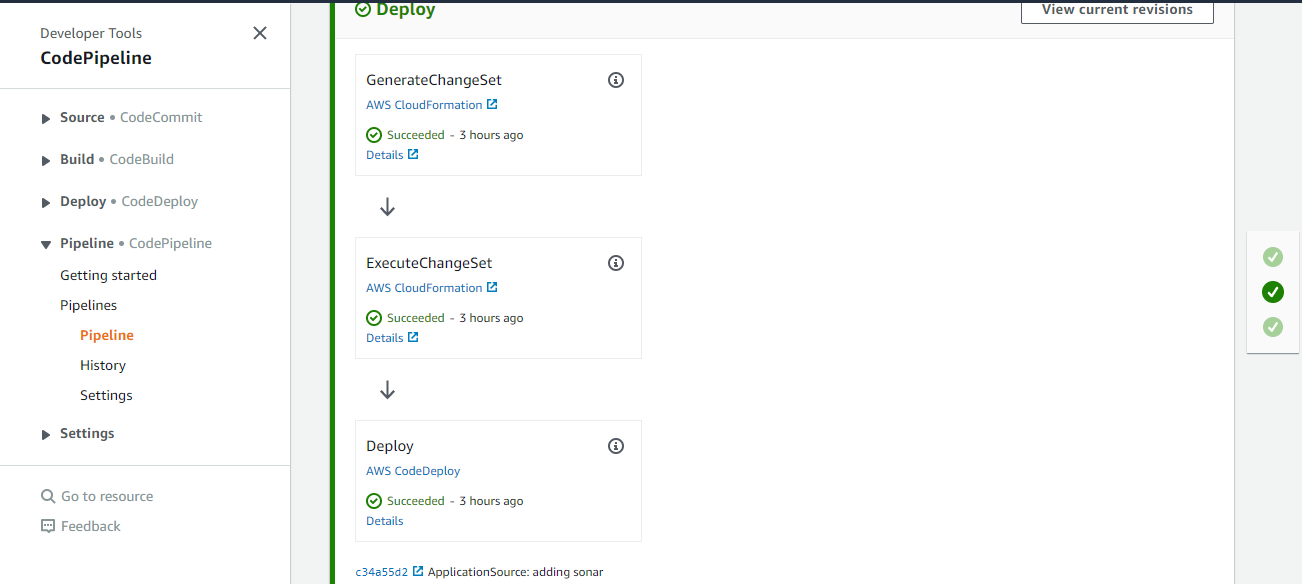 Developer Tools
CodePipeline
Source • CodeCommit
Build • CodeBuild
Deploy • CodeDeploy
Pipeline • CodePipeline
Getting started
Pipelines
Pipeline
History
Settings
Settings
Go to resource
Feedback
Deploy
View current revisions
GenerateChangeSet
AWS CloudFormation
Succeeded - 3 hours ago
Details
ExecuteChangeSet
AWS CloudFormation
Succeeded - 3 hours ago
Details
Deploy
AWS CodeDeploy
Succeeded - 3 hours ago
Details
c34a55d2 ApplicationSource: adding sonar